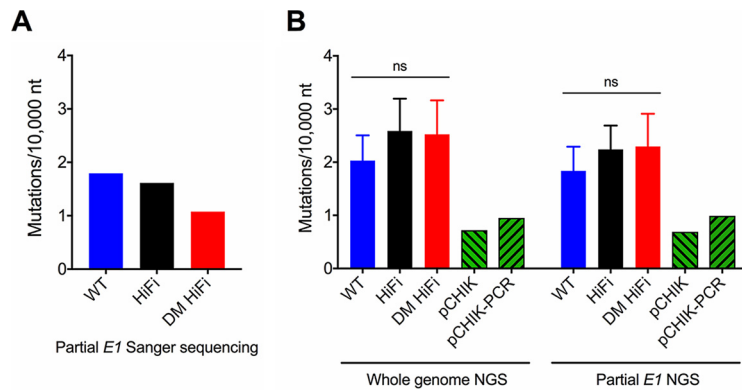 A
Mutations/10,000 nt
4
3
2
1
0
WT
HiFi
DM HiFi
Partial E1 Sanger sequencing
B
Mutations/10,000 nt
4
3
2
1
0
ns
ns
WT
HiFi
DM HiFi
pCHIK
pCHIK-PCR
WT
HiFi
DM HiFi
pCHIK
pCHIK-PCR
Whole genome NGS
Partial E1 NGS